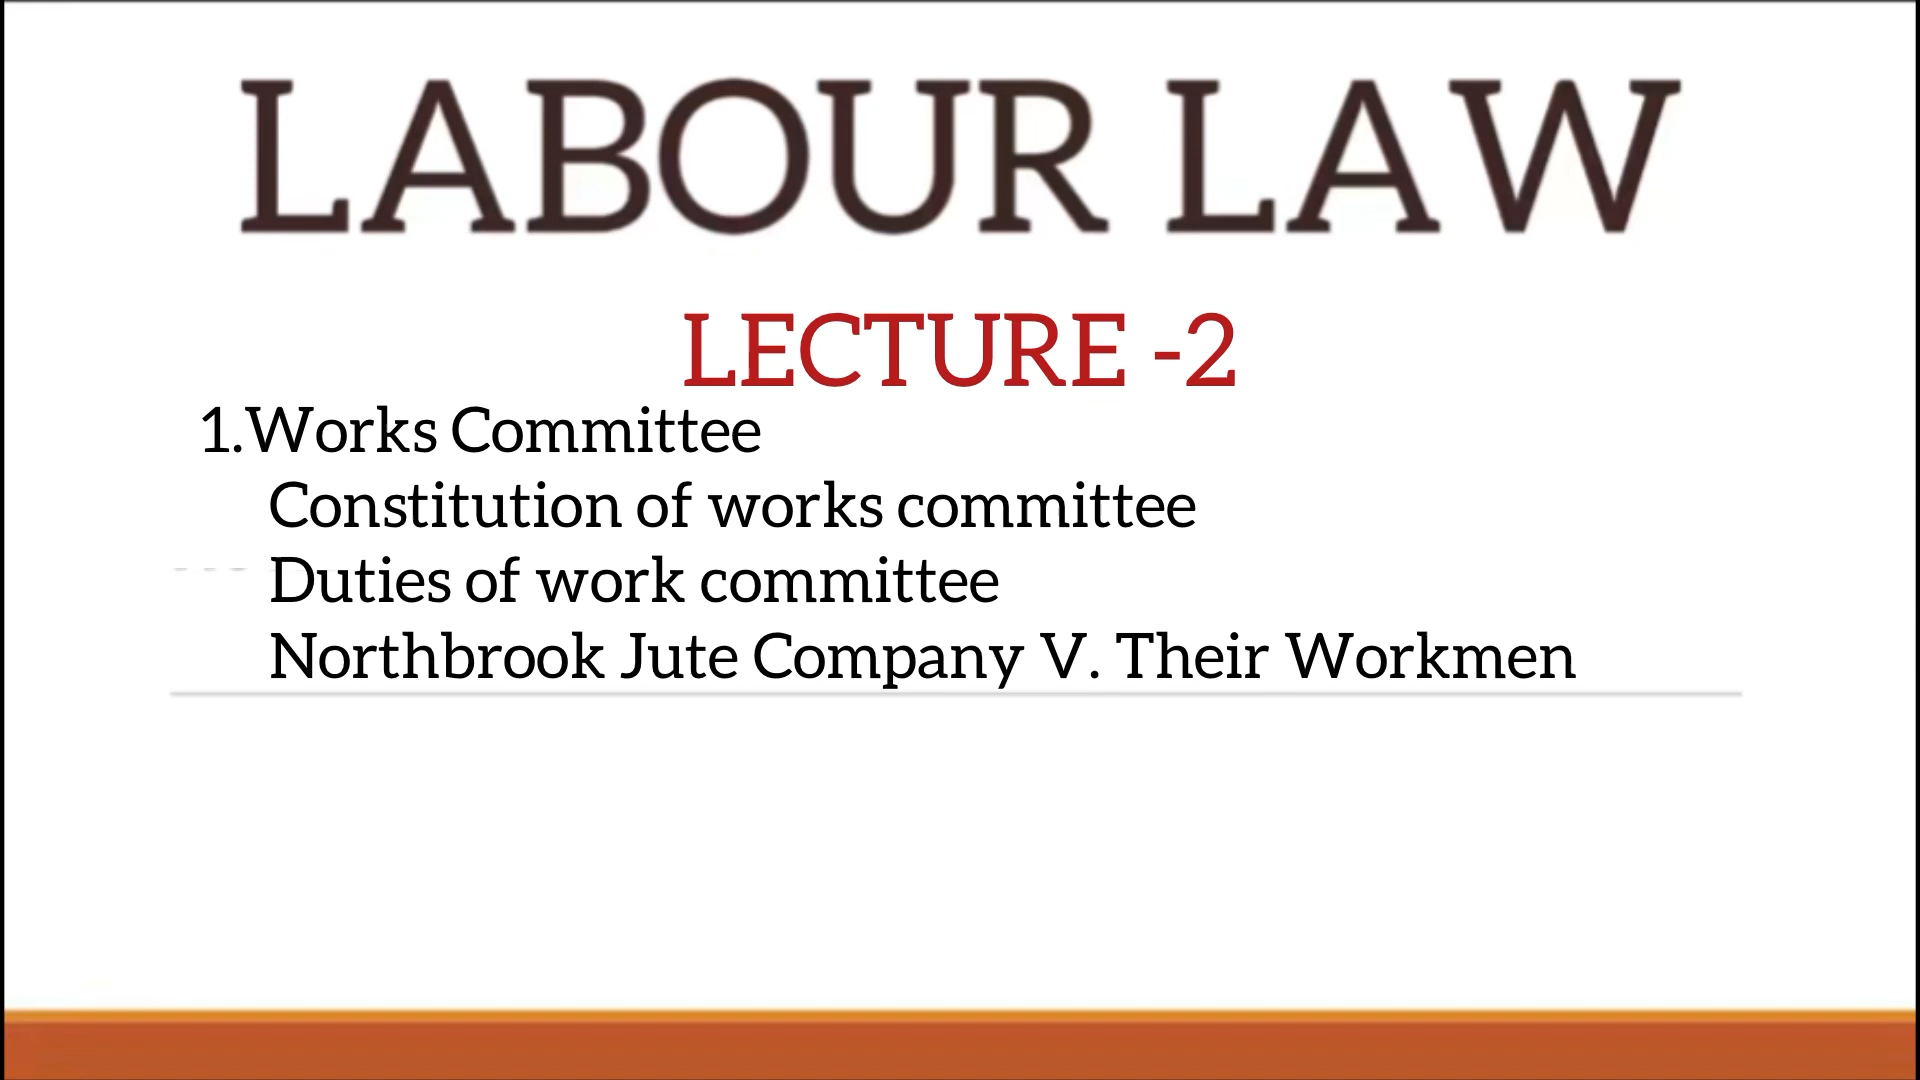 LABOUR LAW
LECTURE -2
1.Works Committee
Constitution of works committee
Duties of work committee
Northbrook Jute Company V. Their Workmen